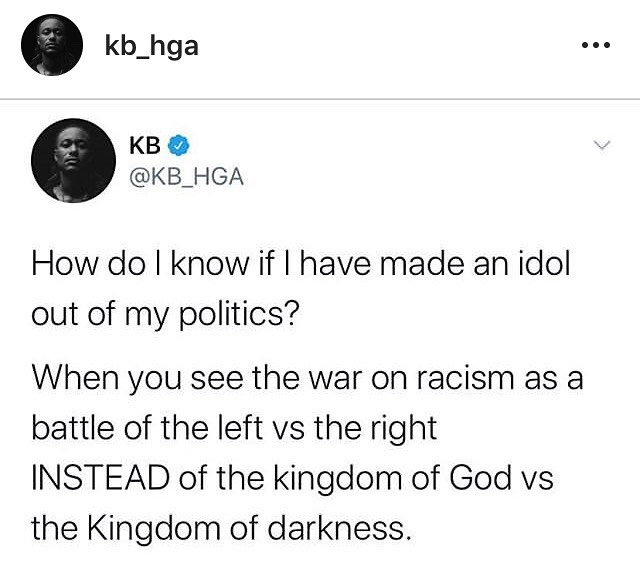 kb_hga
KB
@KB_HGA
How do I know if I have made an idol
out of my politics?
When you see the war on racism as a
battle of the left vs the right
INSTEAD of the kingdom of God vs
the Kingdom of darkness.